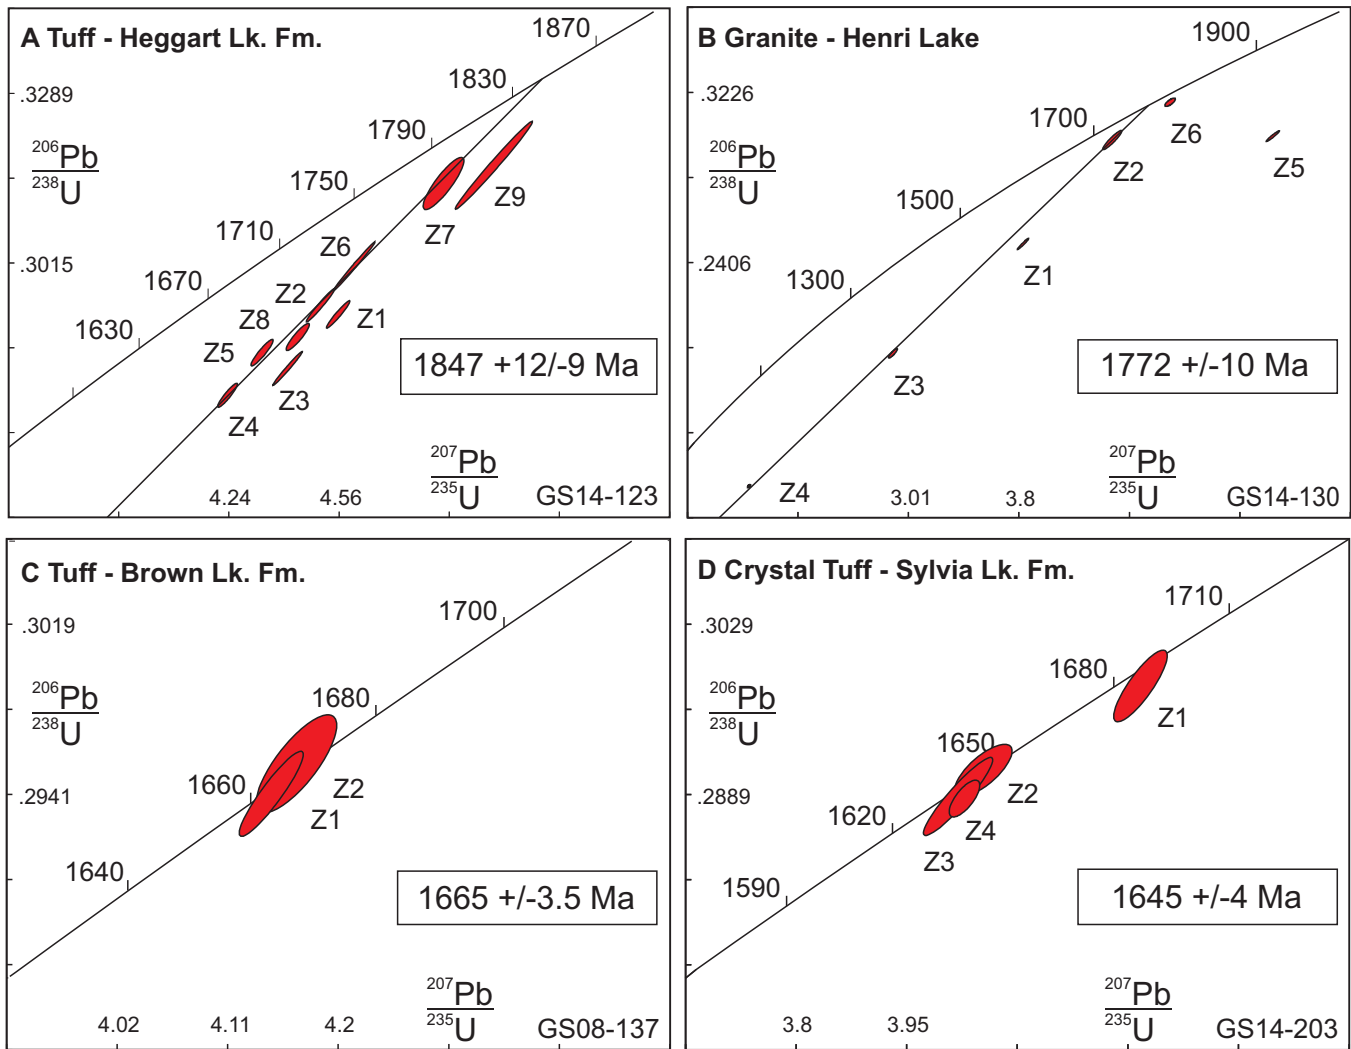 A Tuff - Heggart Lk. Fm.
1870
1830
.3289
1790
206Pb
238U
1750
1710
Z9
Z7
Z6
.3015
1670
Z2
1630
Z8
Z1
Z5
1847 +12/-9 Ma
Z3
Z4
207Pb
235U
4.24
4.56
GS14-123
B Granite - Henri Lake
1900
.3226
1700
Z6
206Pb
238U
Z2
Z5
1500
.2406
Z1
1300
1772 +/-10 Ma
Z3
207Pb
235U
Z4
3.01
3.8
GS14-130
C Tuff - Brown Lk. Fm.
1700
.3019
1680
206Pb
238U
1660
Z2
.2941
Z1
1640
1665 +/-3.5 Ma
207Pb
235U
4.02
4.11
4.2
GS08-137
D Crystal Tuff - Sylvia Lk. Fm.
1710
.3029
1680
206Pb
238U
Z1
1650
Z2
.2889
1620
Z4
Z3
1590
1645 +/-4 Ma
207Pb
235U
3.8
3.95
GS14-203